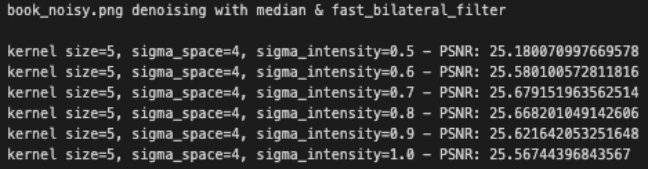 book_noisy.png denoising with median & fast_bilateral_filter
kernel size=5, sigma_space=4, sigma_intensity=0.5 – PSNR: 25.180070997669578
kernel size=5, sigma_space=4, sigma_intensity=0.6 – PSNR: 25.580100572811816
kernel size=5, sigma_space=4, sigma_intensity=0.7 – PSNR: 25.679151963562514
kernel size=5, sigma_space=4, sigma_intensity=0.8 – PSNR: 25.668201049142606
kernel size=5, sigma_space=4, sigma_intensity=0.9 – PSNR: 25.621642053251648
kernel size=5, sigma_space=4, sigma_intensity=1.0 – PSNR: 25.56744396843567